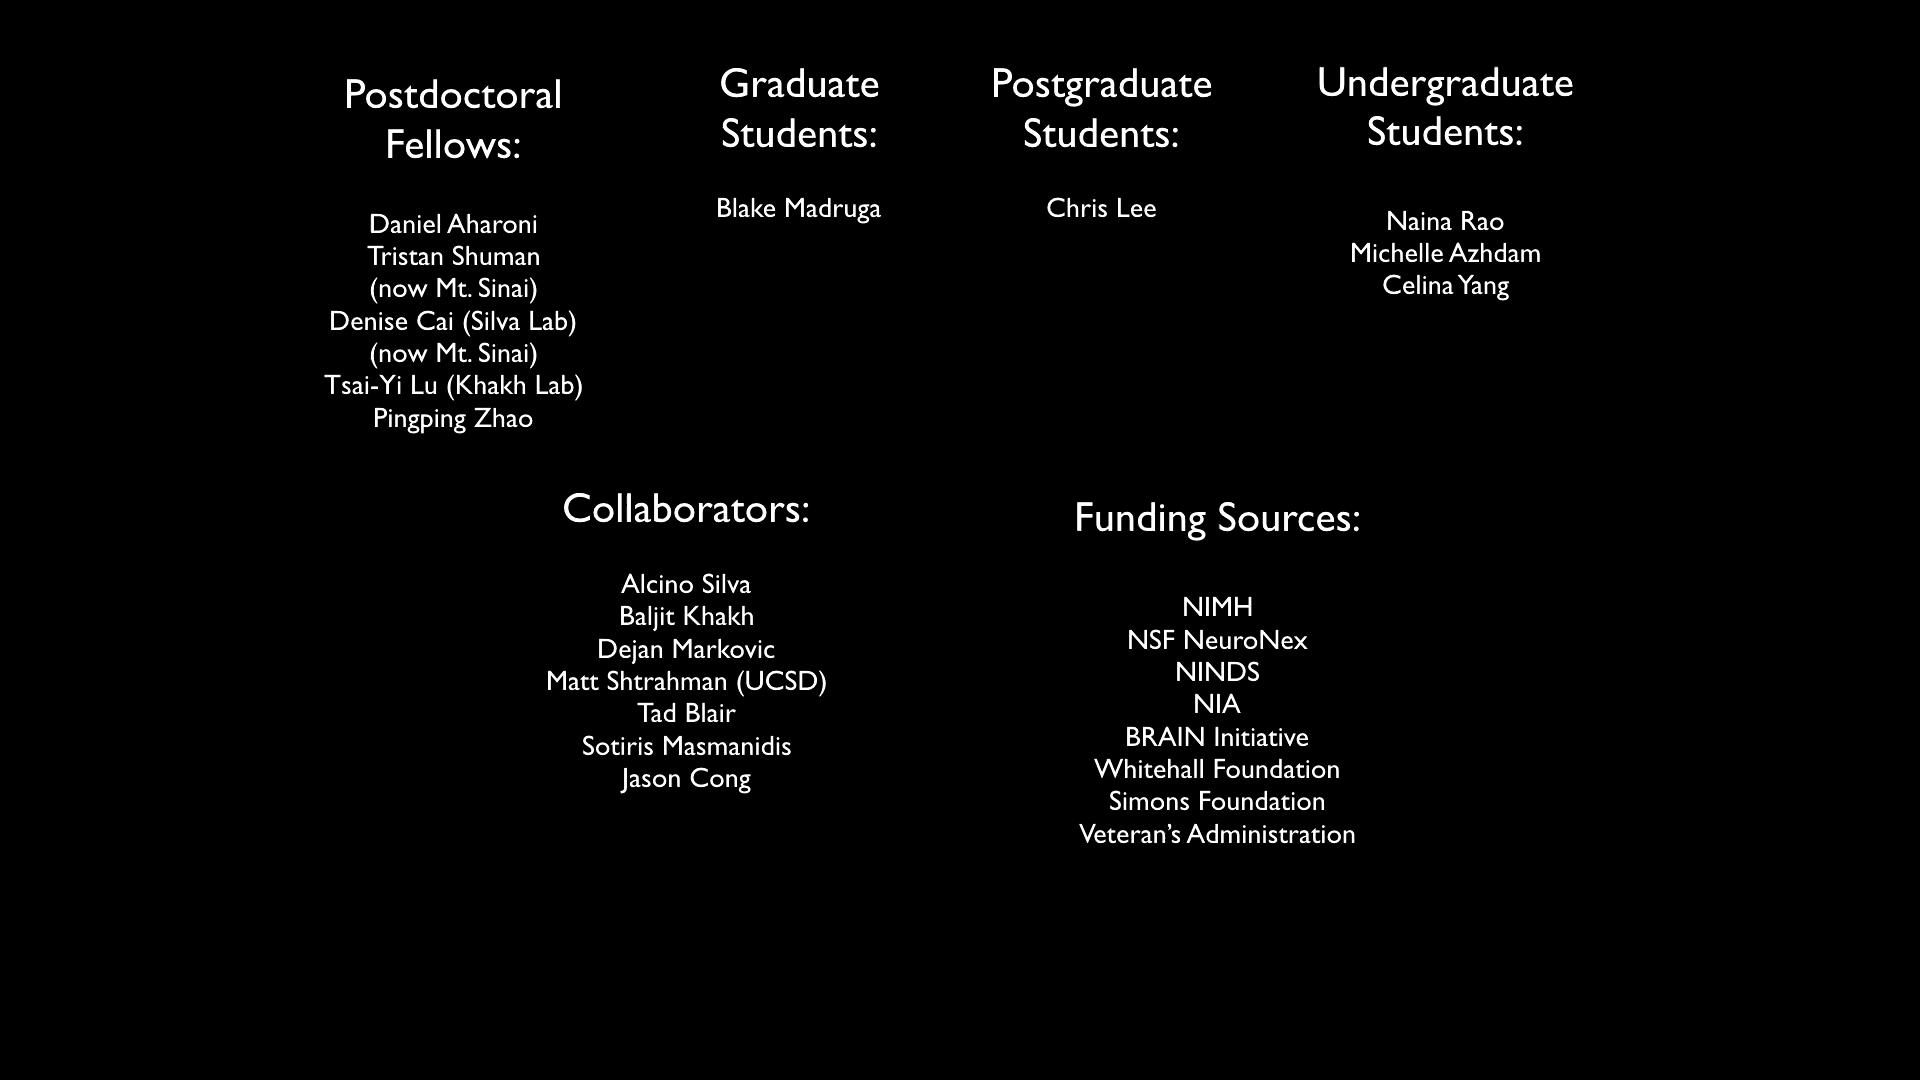 Postdoctoral
Fellows:
Daniel Aharoni
Tristan Shuman
(now Mt. Sinai)
Denise Cai (Silva Lab)
(now Mt. Sinai)
Tsai-Yi Lu (Khakh Lab)
Pingping Zhao
Graduate
Students:
Blake Madruga
Postgraduate
Students:
Chris Lee
Undergraduate
Students:
Naina Rao
Michelle Azhdam
Celina Yang
Collaborators:
Alcino Silva
Baljit Khakh
Dejan Markovic
Matt Shtrahman (UCSD)
Tad Blair
Sotiris Masmanidis
Jason Cong
Funding Sources:
NIMH
NSF NeuroNex
NINDS
NIA
BRAIN Initiative
Whitehall Foundation
Simons Foundation
Veteran’s Administration